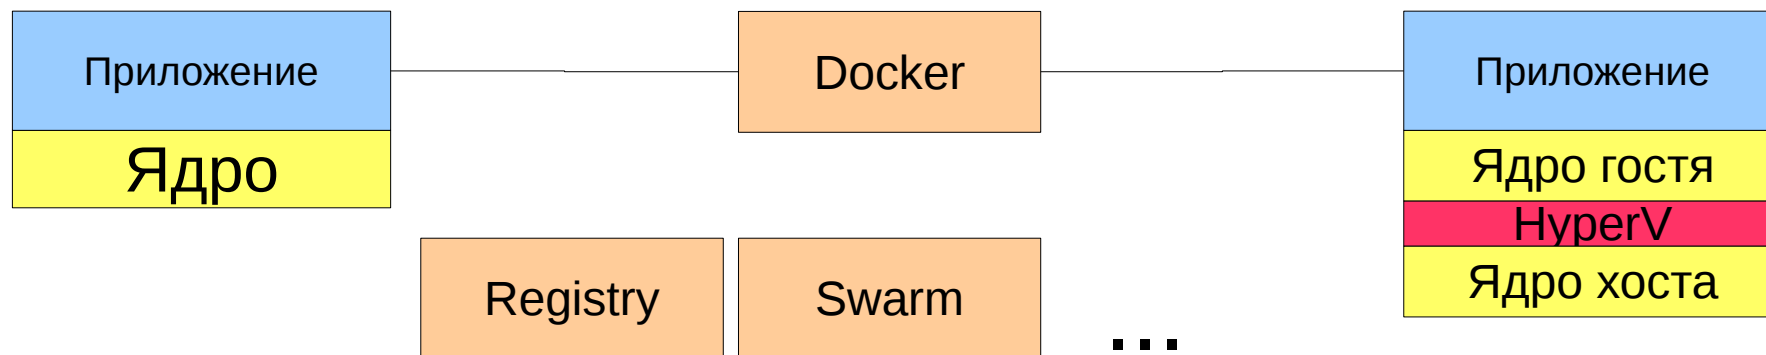 Приложение
Ядро
Docker
Registry
Swarm
...
Приложение
Ядро гостя
HyperV
Ядро хоста